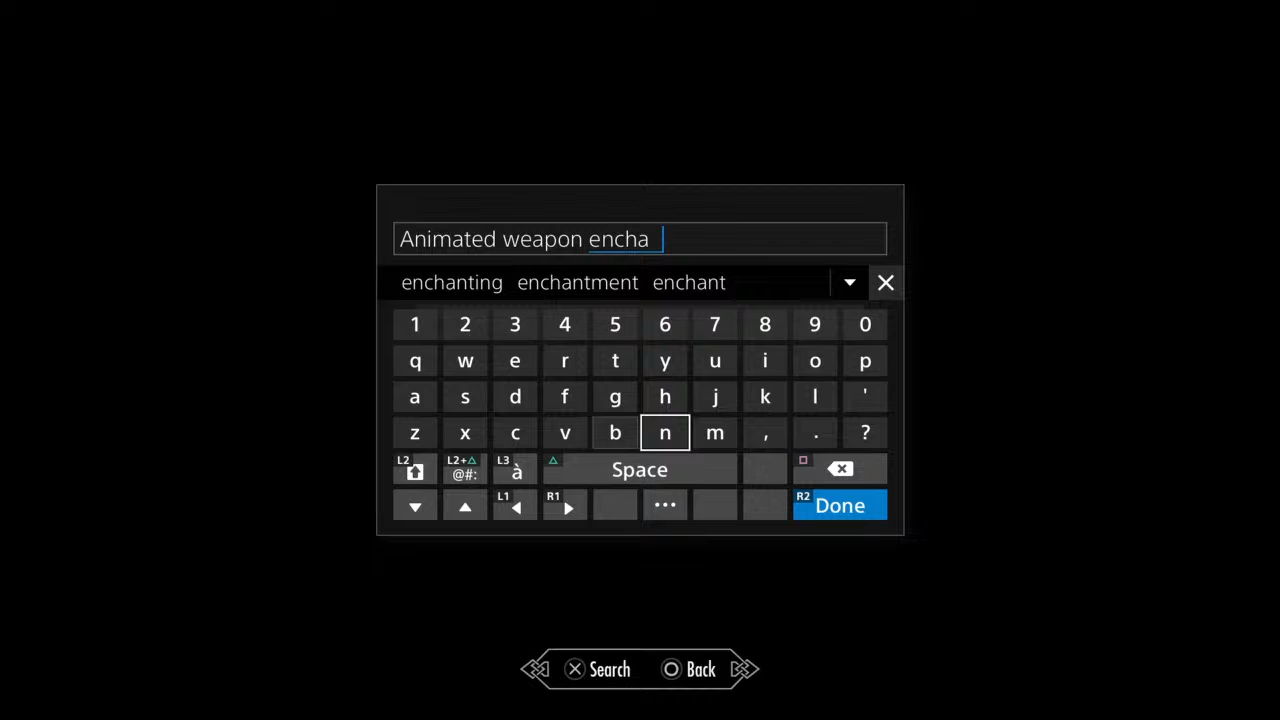 Animated weapon encha
enchanting enchantment enchant
1 2 3 4 5 6 7 8 9 0
q w e r t y u i o p
a s d f g h j k l '
z x c v b n m , . ?
L2 L2+△ @#: L3 à △ Space □
L1 R1 ... R2 Done
Search Back